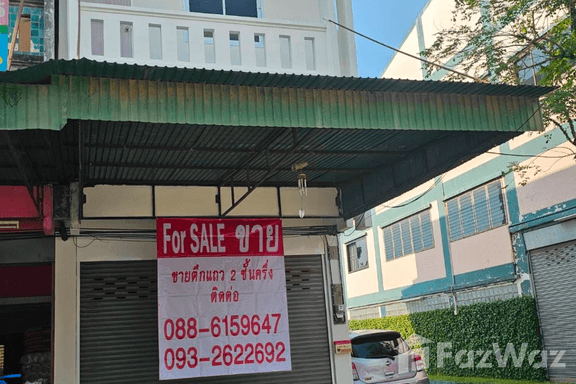 For SALE ขาย
ขายตึกแถว 2 ชั้นครึ่ง
ติดต่อ
088-6159647
093-2622692
FazWaz